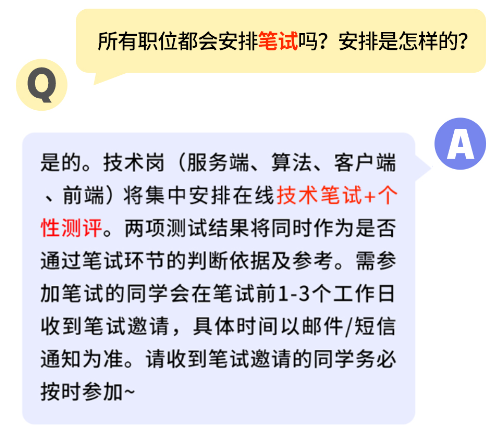 所有职位都会安排笔试吗？安排是怎样的？
Q
A
是的。技术岗（服务端、算法、客户端
、前端）将集中安排在线技术笔试+个
性测评。两项测试结果将同时作为是否
通过笔试环节的判断依据及参考。需参
加笔试的同学会在笔试前1-3个工作日
收到笔试邀请，具体时间以邮件/短信
通知为准。请收到笔试邀请的同学务必
按时参加~